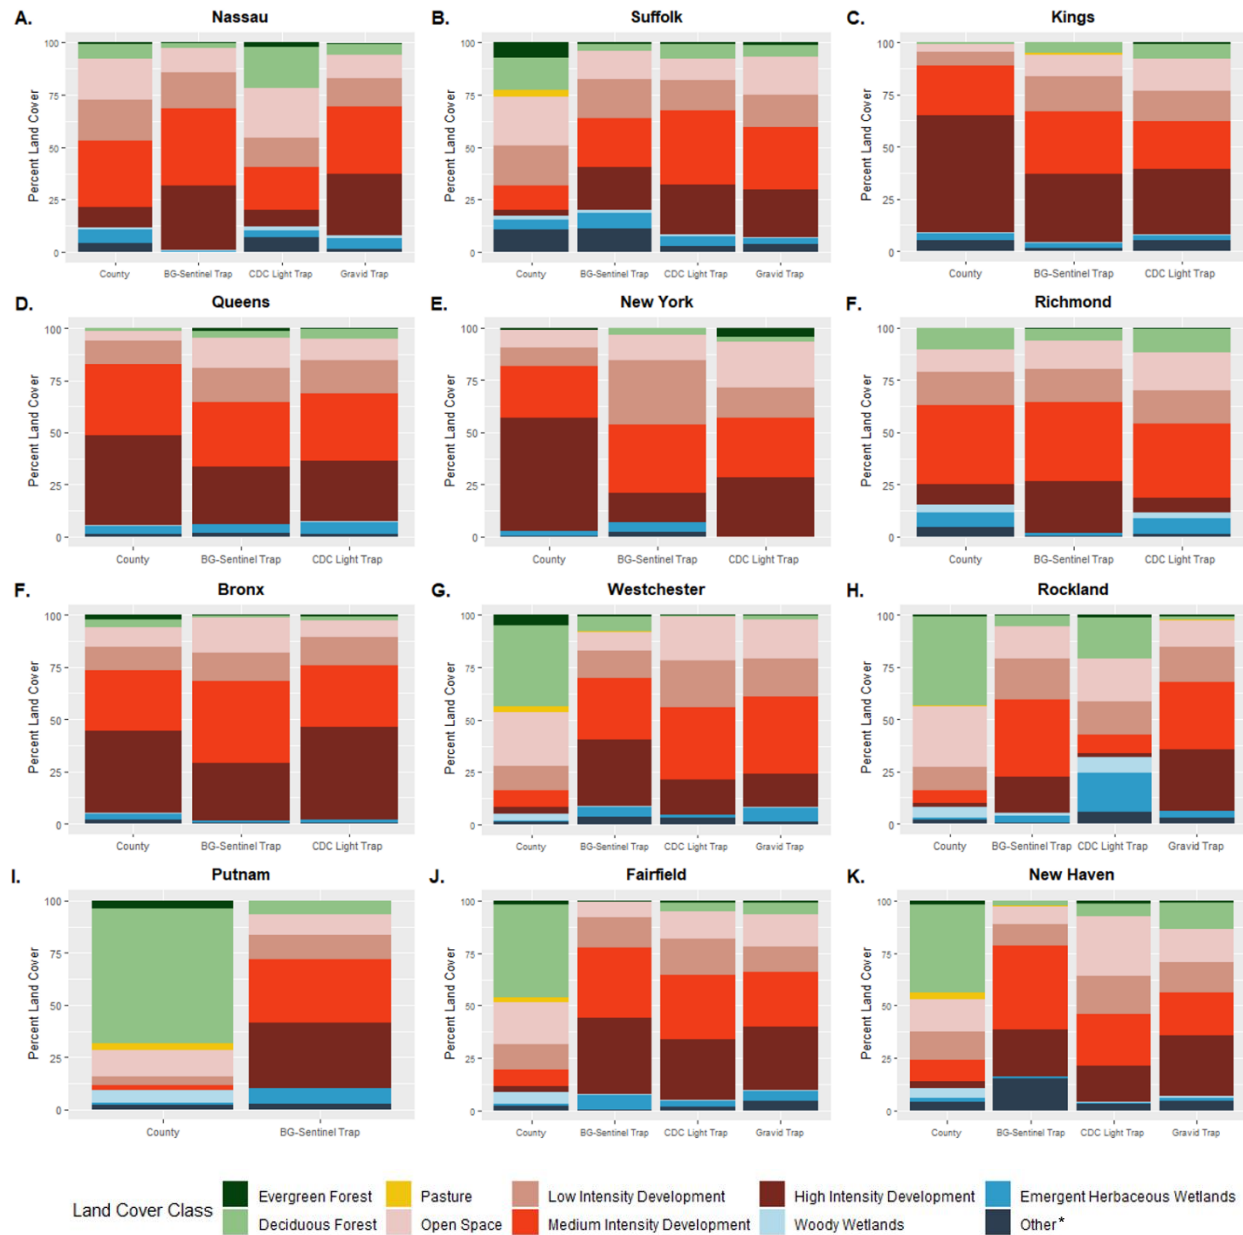 A. Nassau
B. Suffolk
C. Kings
Percent Land Cover
100
75
50
25
0
County BG-Sentinel Trap CDC Light Trap Gravid Trap
Percent Land Cover
100
75
50
25
0
County BG-Sentinel Trap CDC Light Trap Gravid Trap
Percent Land Cover
100
75
50
25
0
County BG-Sentinel Trap CDC Light Trap
D. Queens
E. New York
F. Richmond
Percent Land Cover
100
75
50
25
0
County BG-Sentinel Trap CDC Light Trap
Percent Land Cover
100
75
50
25
0
County BG-Sentinel Trap CDC Light Trap
Percent Land Cover
100
75
50
25
0
County BG-Sentinel Trap CDC Light Trap
F. Bronx
G. Westchester
H. Rockland
Percent Land Cover
100
75
50
25
0
County BG-Sentinel Trap CDC Light Trap
Percent Land Cover
100
75
50
25
0
County BG-Sentinel Trap CDC Light Trap Gravid Trap
Percent Land Cover
100
75
50
25
0
County BG-Sentinel Trap CDC Light Trap Gravid Trap
I. Putnam
J. Fairfield
K. New Haven
Percent Land Cover
100
75
50
25
0
County BG-Sentinel Trap
Percent Land Cover
100
75
50
25
0
County BG-Sentinel Trap CDC Light Trap Gravid Trap
Percent Land Cover
100
75
50
25
0
County BG-Sentinel Trap CDC Light Trap Gravid Trap
Land Cover Class
Evergreen Forest Pasture Low Intensity Development High Intensity Development Emergent Herbaceous Wetlands
Deciduous Forest Open Space Medium Intensity Development Woody Wetlands Other*